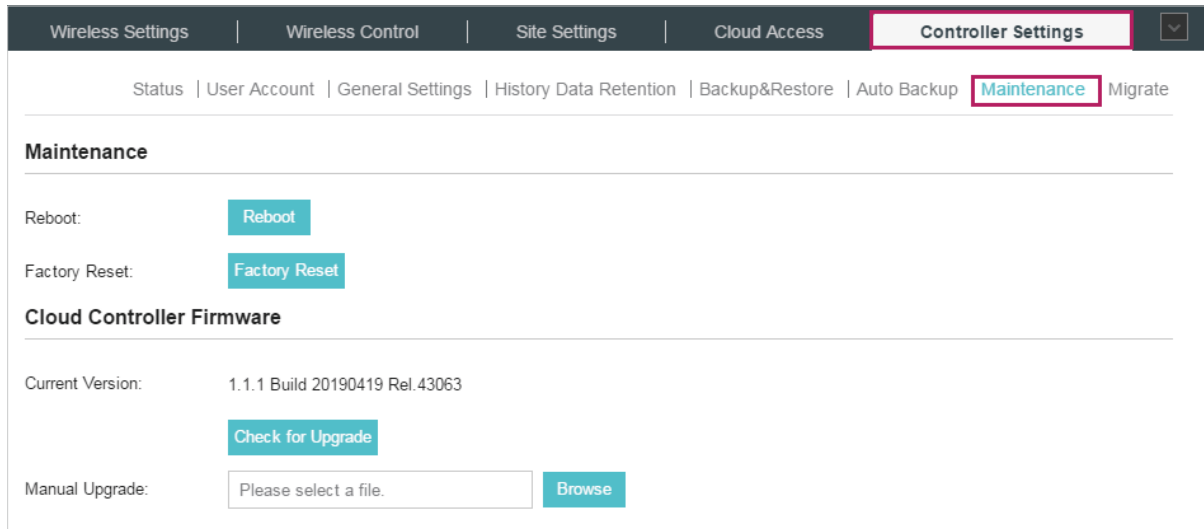 Wireless Settings | Wireless Control | Site Settings | Cloud Access Controller Settings
Status | User Account | General Settings | History Data Retention | Backup&Restore | Auto Backup Maintenance Migrate
Maintenance
Reboot: Reboot
Factory Reset: Factory Reset
Cloud Controller Firmware
Current Version: 1.1.1 Build 20190419 Rel.43063
Check for Upgrade
Manual Upgrade: Please select a file. Browse